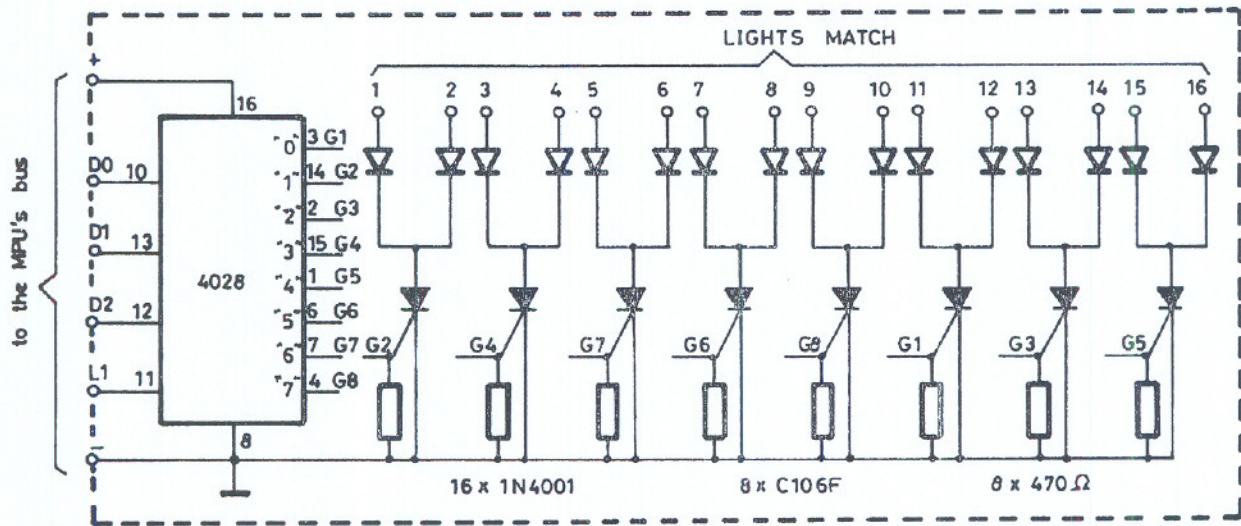 LIGHTS MATCH
1 2 3 4 5 6 7 8 9 10 11 12 13 14 15 16
to the MPU's bus
+
16
D0 10
D1 13
D2 12
L1 11
-
8
4028
"0" 3 G1
"1" 14 G2
"2" 2 G3
"3" 15 G4
"4" 1 G5
"5" 6 G6
"6" 7 G7
"7" 4 G8
G2 G4 G7 G6 G8 G1 G3 G5
16 x 1N4001 8 x C106F 8 x 470Ω